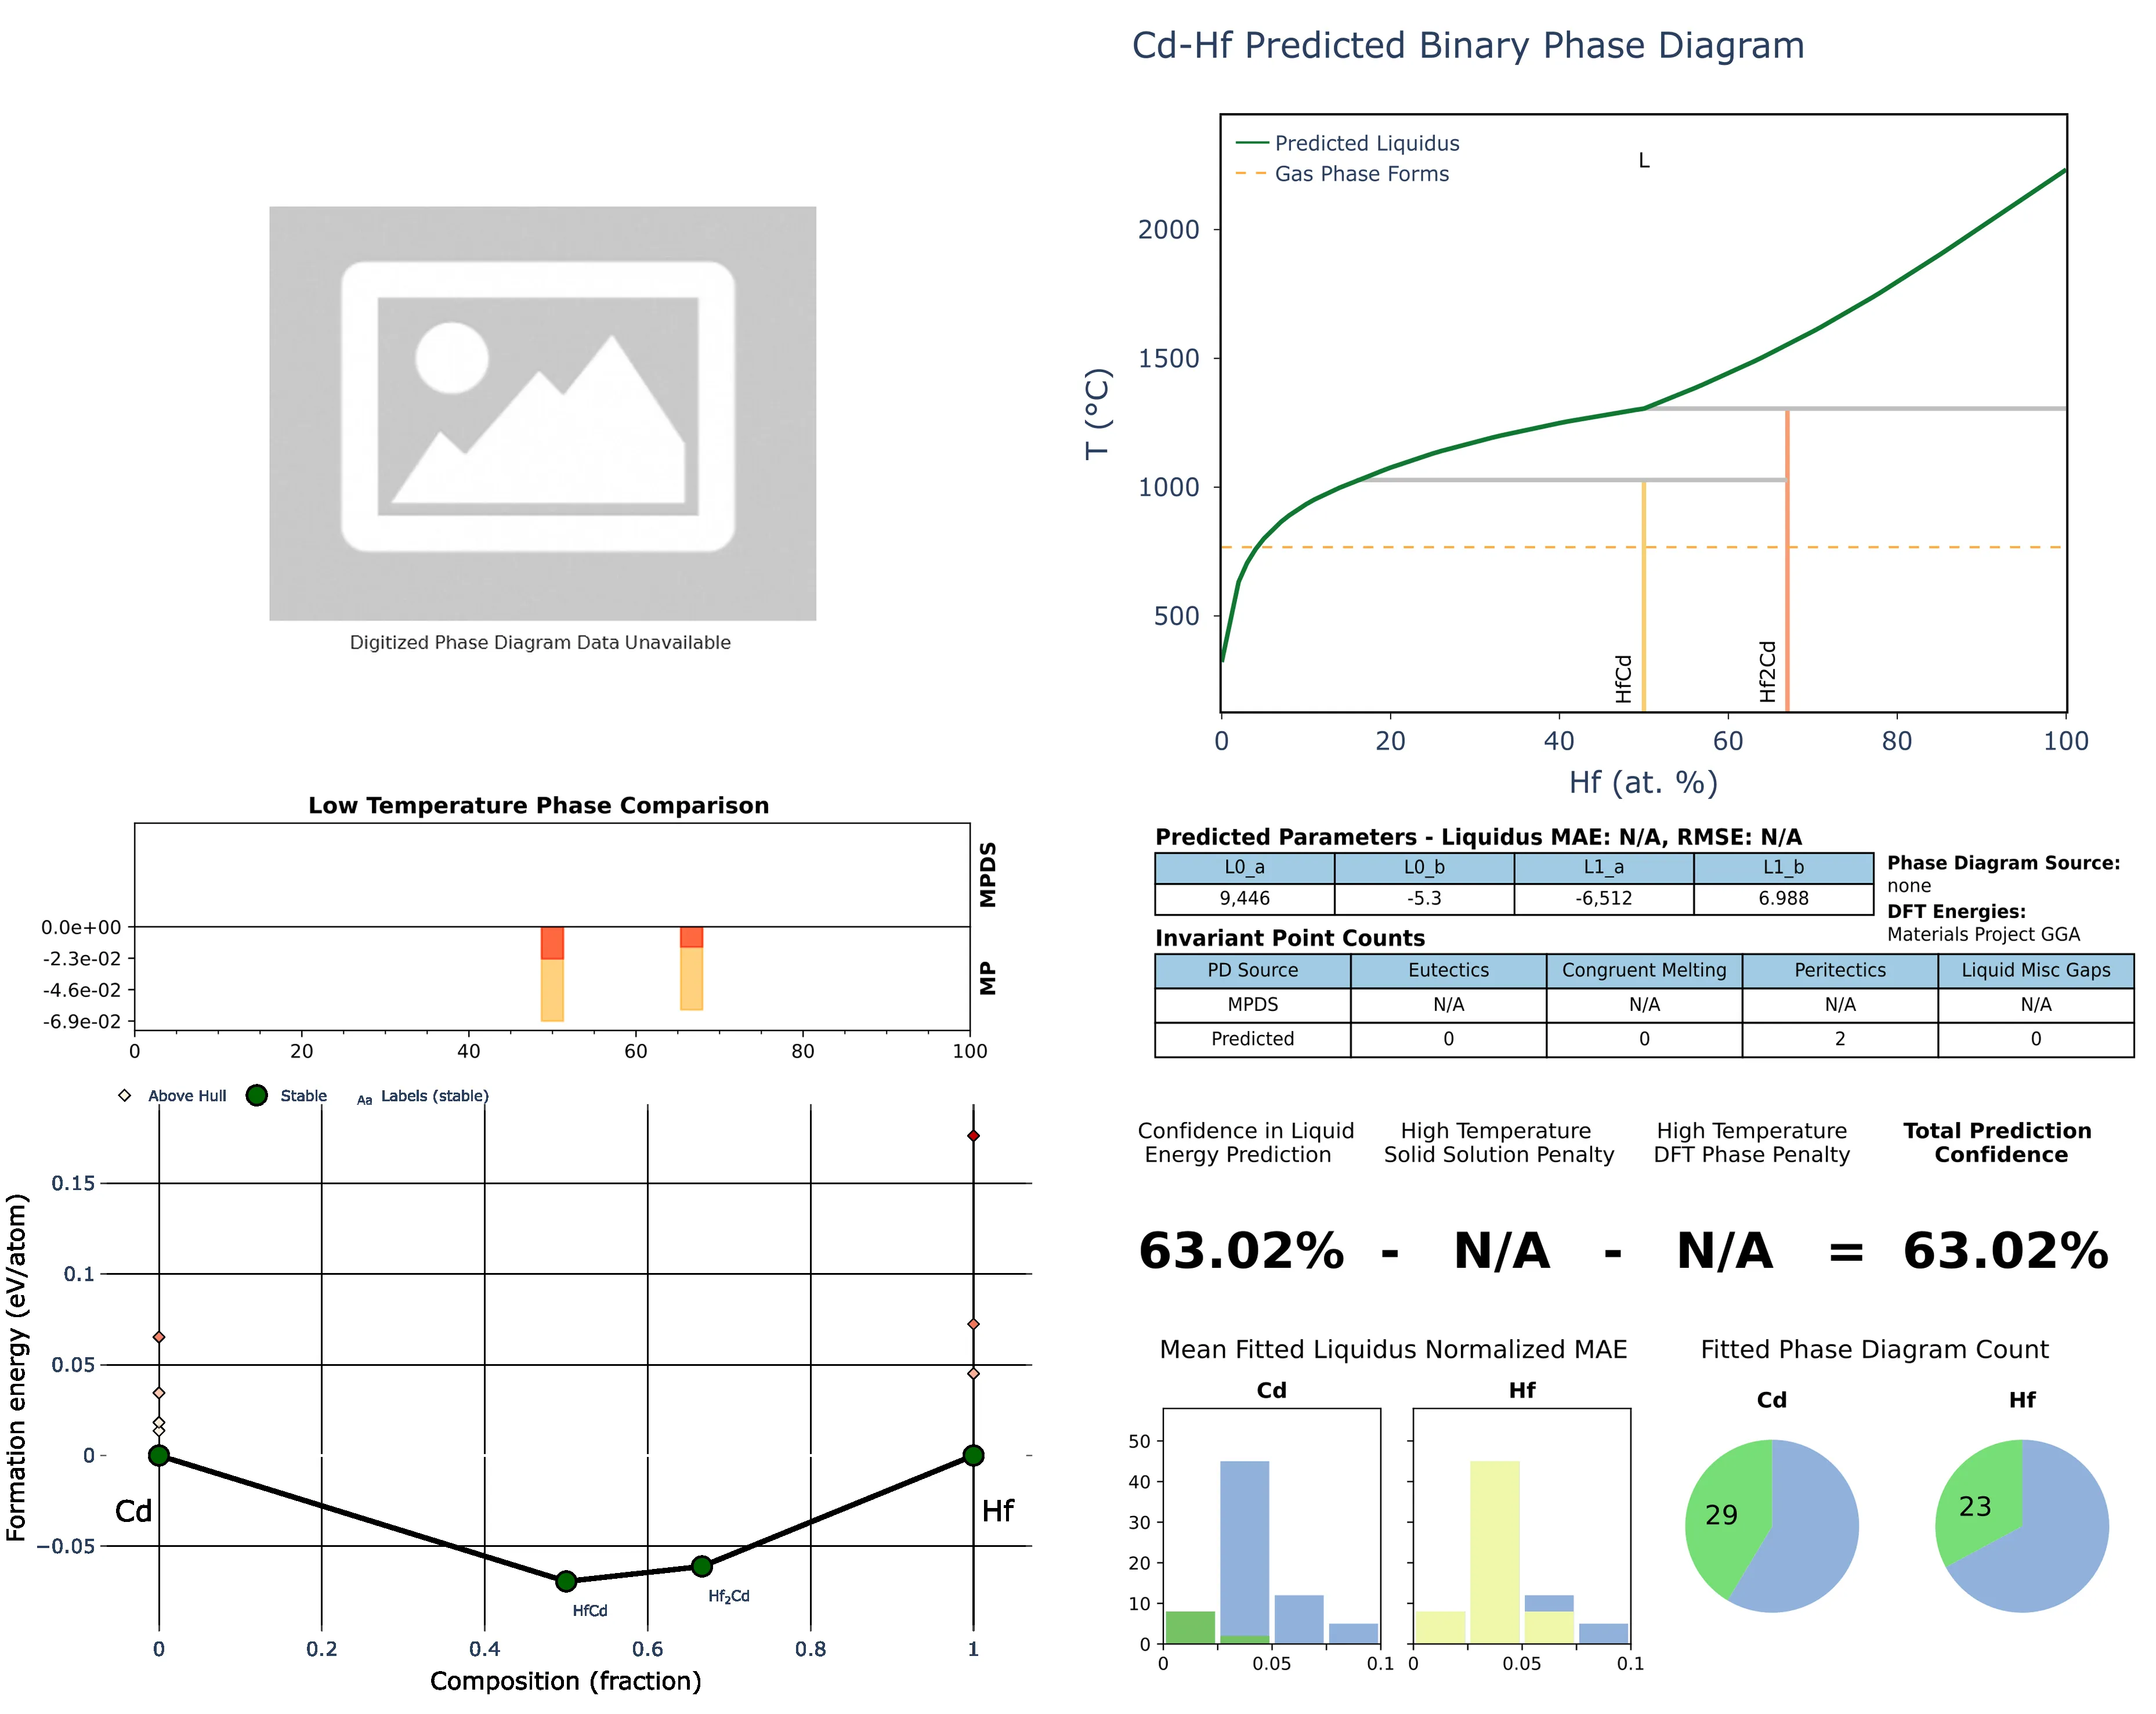 Cd-Hf Predicted Binary Phase Diagram
Predicted Liquidus
Gas Phase Forms
L
2000
1500
1000
500
T (°C)
HfCd
Hf2Cd
0 20 40 60 80 100
Hf (at. %)
Digitized Phase Diagram Data Unavailable
Low Temperature Phase Comparison
MPDS
MP
0.0e+00
-2.3e-02
-4.6e-02
-6.9e-02
0 20 40 60 80 100
Predicted Parameters - Liquidus MAE: N/A, RMSE: N/A
L0_a L0_b L1_a L1_b
9,446 -5.3 -6,512 6.988
Phase Diagram Source:
none
DFT Energies:
Materials Project GGA
Invariant Point Counts
PD Source Eutectics Congruent Melting Peritectics Liquid Misc Gaps
MPDS N/A N/A N/A N/A
Predicted 0 0 2 0
Above Hull Stable Aa Labels (stable)
0.15
0.1
0.05
0
−0.05
Formation energy (eV/atom)
Cd
Hf
HfCd
Hf2Cd
0 0.2 0.4 0.6 0.8 1
Composition (fraction)
Confidence in Liquid
Energy Prediction
High Temperature
Solid Solution Penalty
High Temperature
DFT Phase Penalty
Total Prediction
Confidence
63.02% - N/A - N/A = 63.02%
Mean Fitted Liquidus Normalized MAE
Cd
Hf
50
40
30
20
10
0
0 0.05 0.1
0 0.05 0.1
Fitted Phase Diagram Count
Cd
Hf
29
23